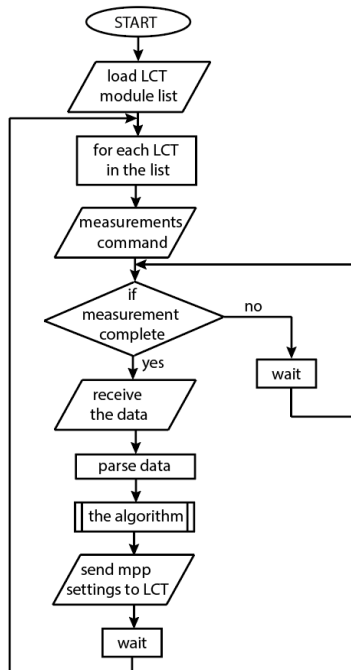 START
load LCT
module list
for each LCT
in the list
measurements
command
if
measurement
complete
no
yes
wait
receive
the data
parse data
the algorithm
send mpp
settings to LCT
wait